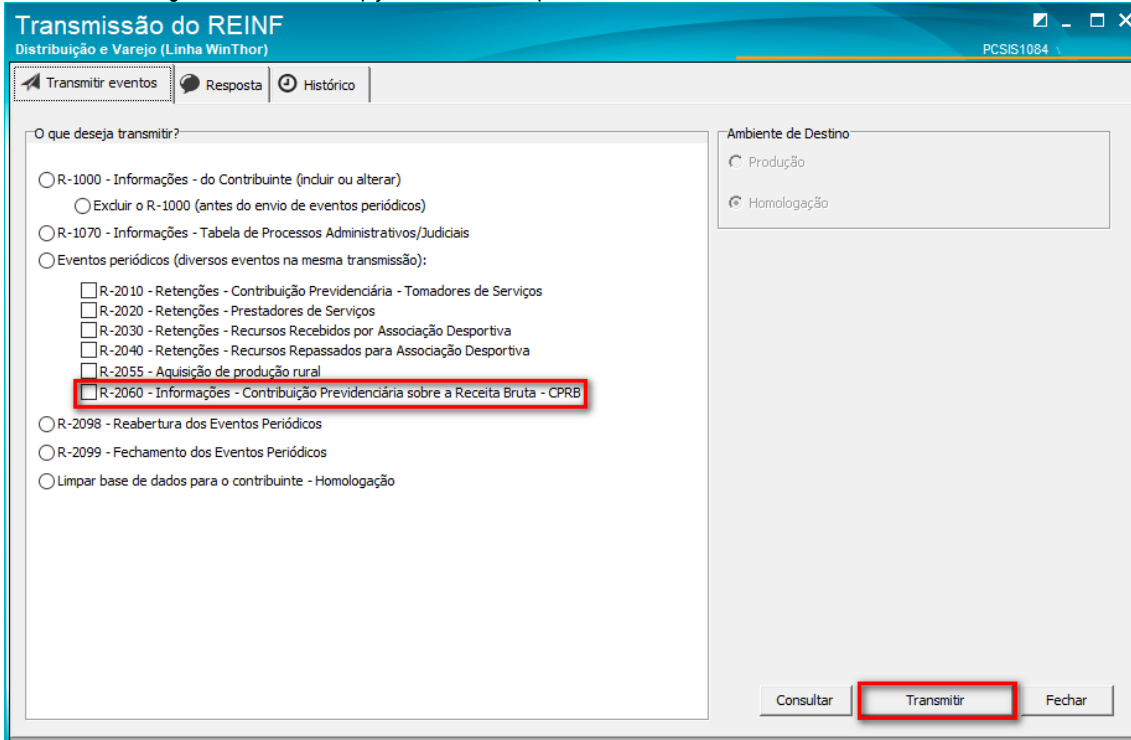 Transmissão do REINF
Distribuição e Varejo (Linha WinThor)
PCSIS1084
Transmitir eventos
Resposta
Histórico
O que deseja transmitir?
R-1000 - Informações - do Contribuinte (incluir ou alterar)
Excluir o R-1000 (antes do envio de eventos periódicos)
R-1070 - Informações - Tabela de Processos Administrativos/Judiciais
Eventos periódicos (diversos eventos na mesma transmissão):
R-2010 - Retenções - Contribuição Previdenciária - Tomadores de Serviços
R-2020 - Retenções - Prestadores de Serviços
R-2030 - Retenções - Recursos Recebidos por Associação Desportiva
R-2040 - Retenções - Recursos Repassados para Associação Desportiva
R-2055 - Aquisição de produção rural
R-2060 - Informações - Contribuição Previdenciária sobre a Receita Bruta - CPRB
R-2098 - Reabertura dos Eventos Periódicos
R-2099 - Fechamento dos Eventos Periódicos
Limpar base de dados para o contribuinte - Homologação
Ambiente de Destino
Produção
Homologação
Consultar
Transmitir
Fechar